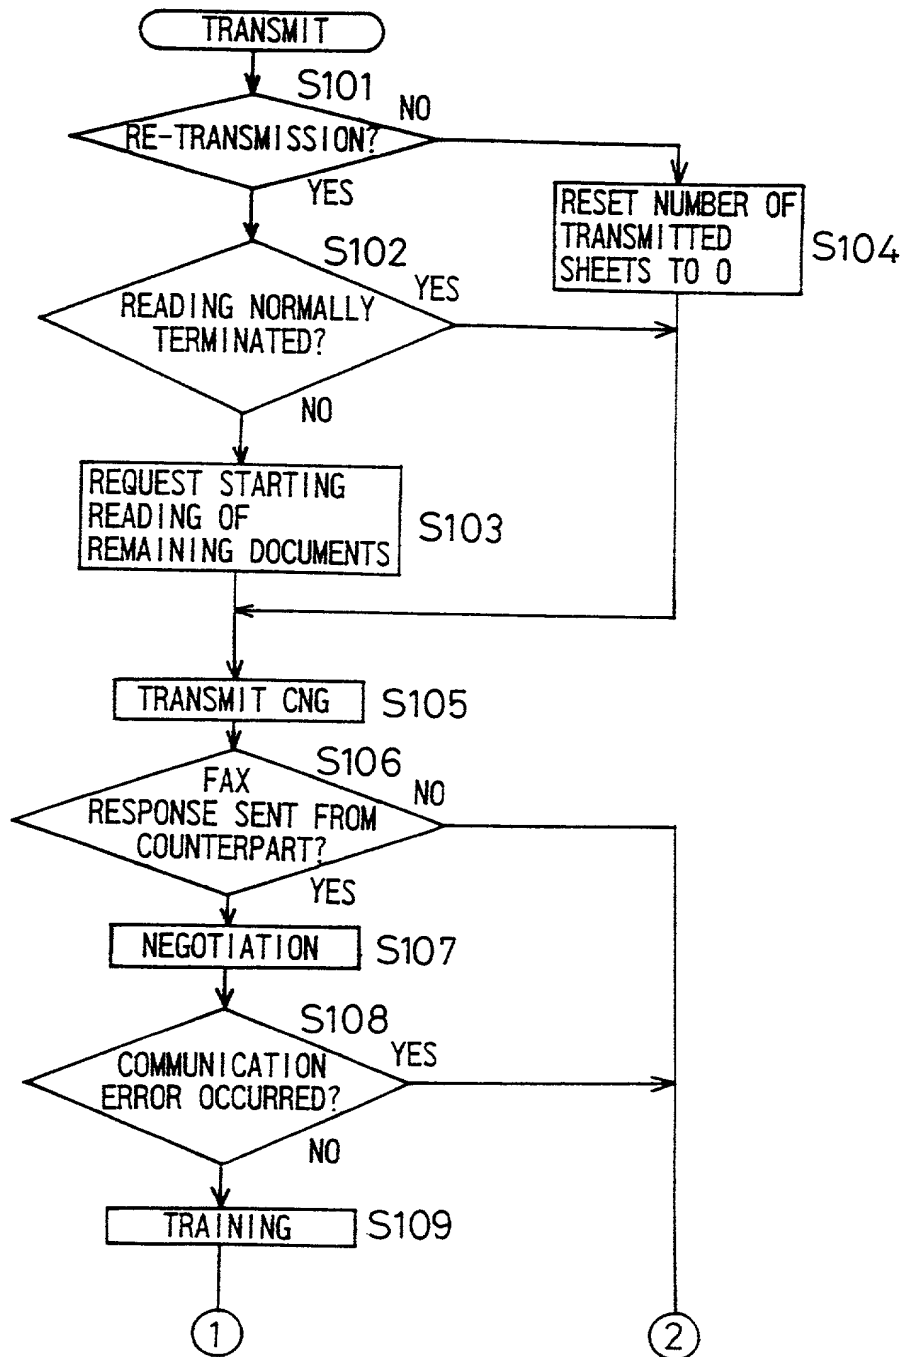 TRANSMIT
S101
RE-TRANSMISSION?
NO
YES
RESET NUMBER OF
TRANSMITTED
SHEETS TO 0
S104
S102
READING NORMALLY
TERMINATED?
YES
NO
REQUEST STARTING
READING OF
REMAINING DOCUMENTS
S103
TRANSMIT CNG
S105
S106
FAX
RESPONSE SENT FROM
COUNTERPART?
NO
YES
NEGOTIATION
S107
S108
COMMUNICATION
ERROR OCCURRED?
YES
NO
TRAINING
S109
1
2